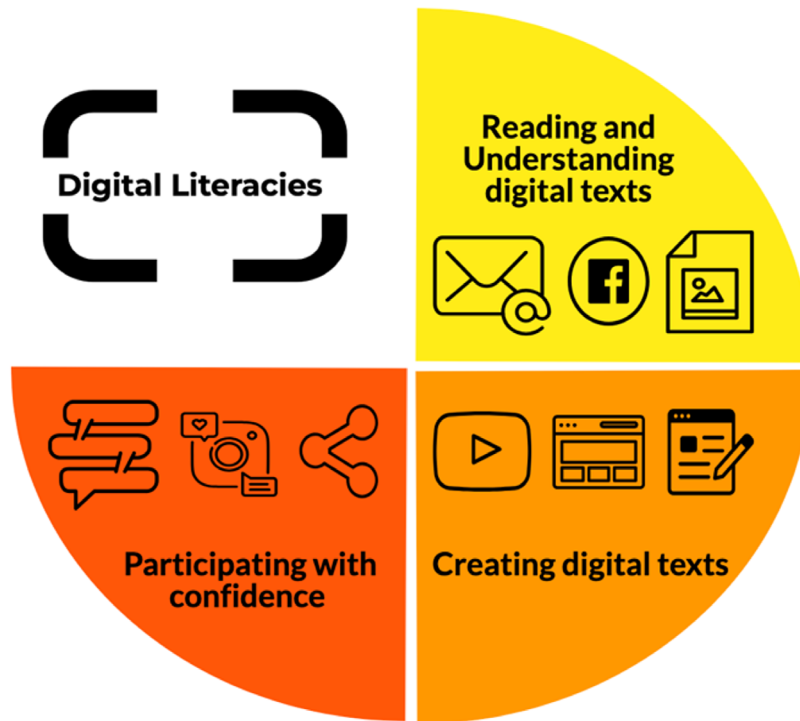 Digital Literacies
Reading and
Understanding
digital texts
Participating with
confidence
Creating digital texts